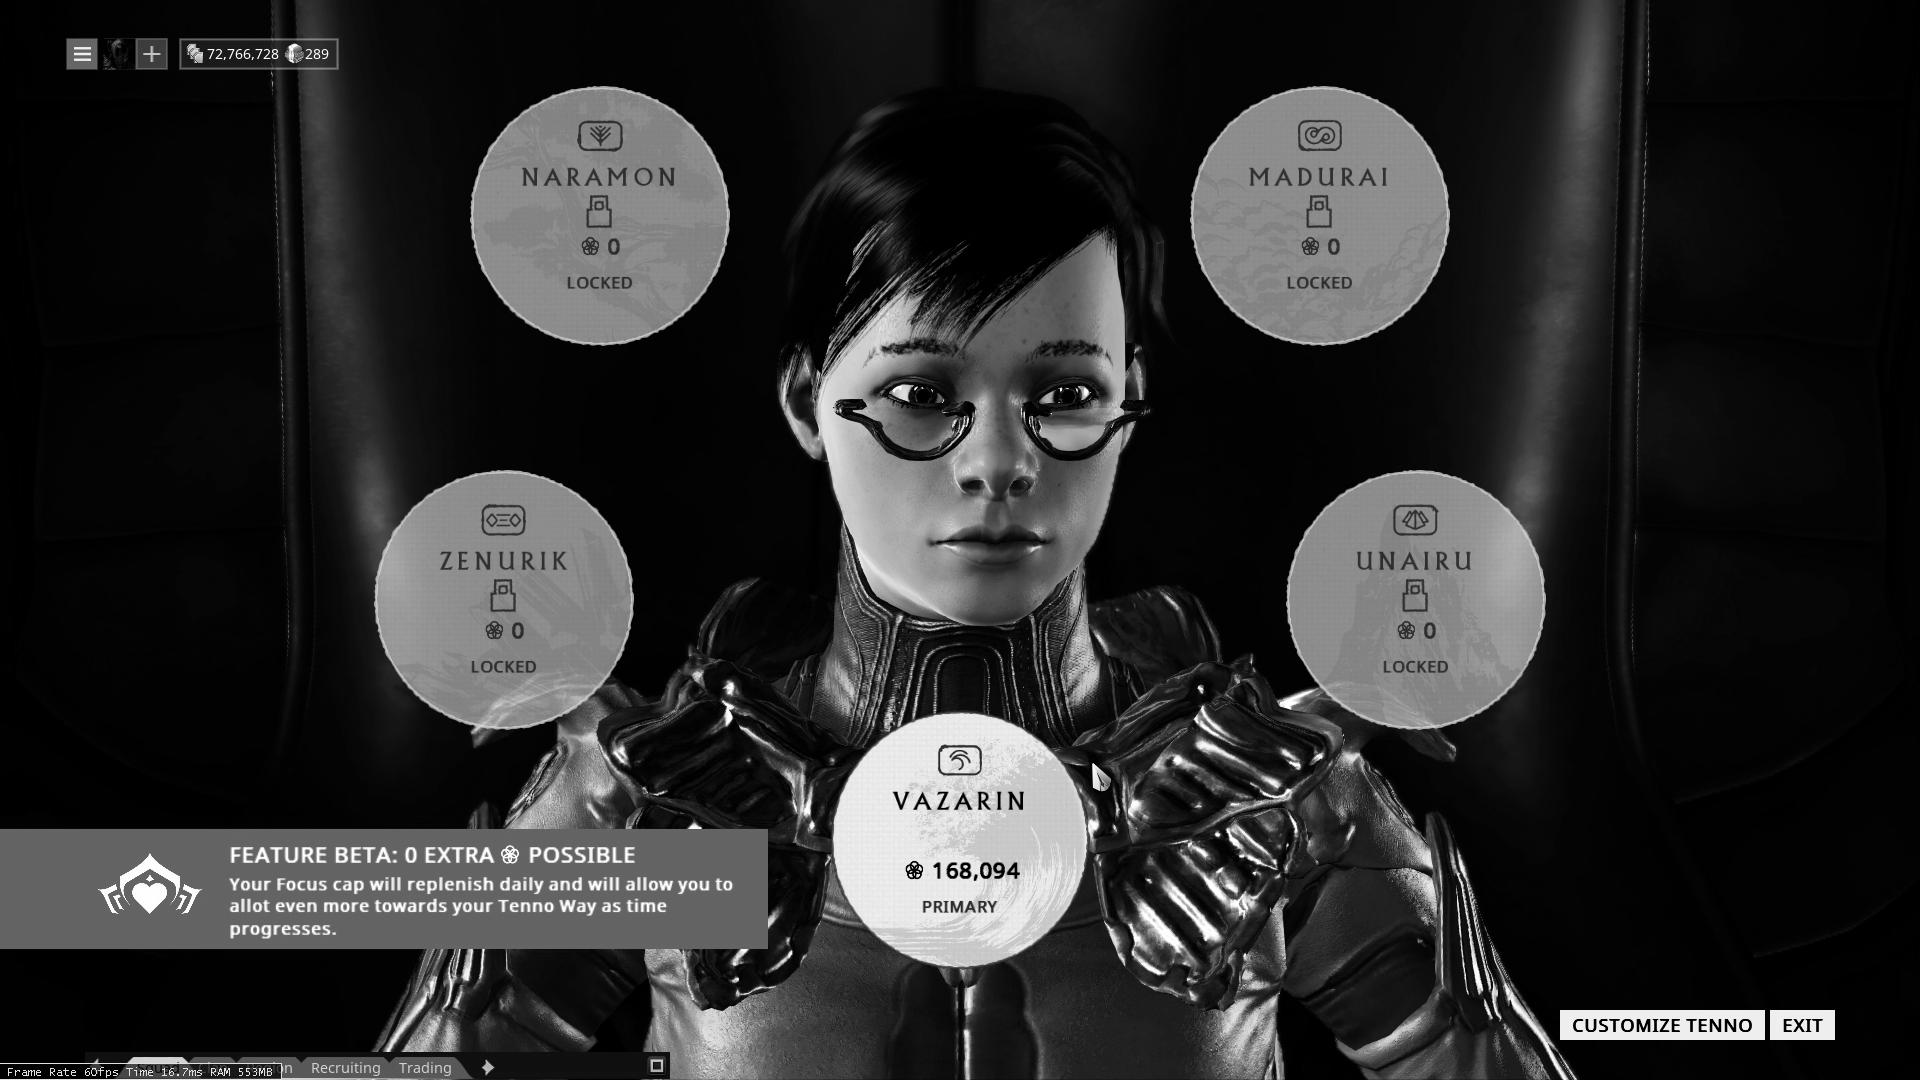 72,766,728 289
NARAMON
0
LOCKED
MADURAI
0
LOCKED
ZENURIK
0
LOCKED
UNAIRU
0
LOCKED
VAZARIN
168,094
PRIMARY
FEATURE BETA: 0 EXTRA POSSIBLE
Your Focus cap will replenish daily and will allow you to
allot even more towards your Tenno Way as time
progresses.
CUSTOMIZE TENNO EXIT
Recruiting Trading
Frame Rate 60fps Time 16.7ms RAM 553MB